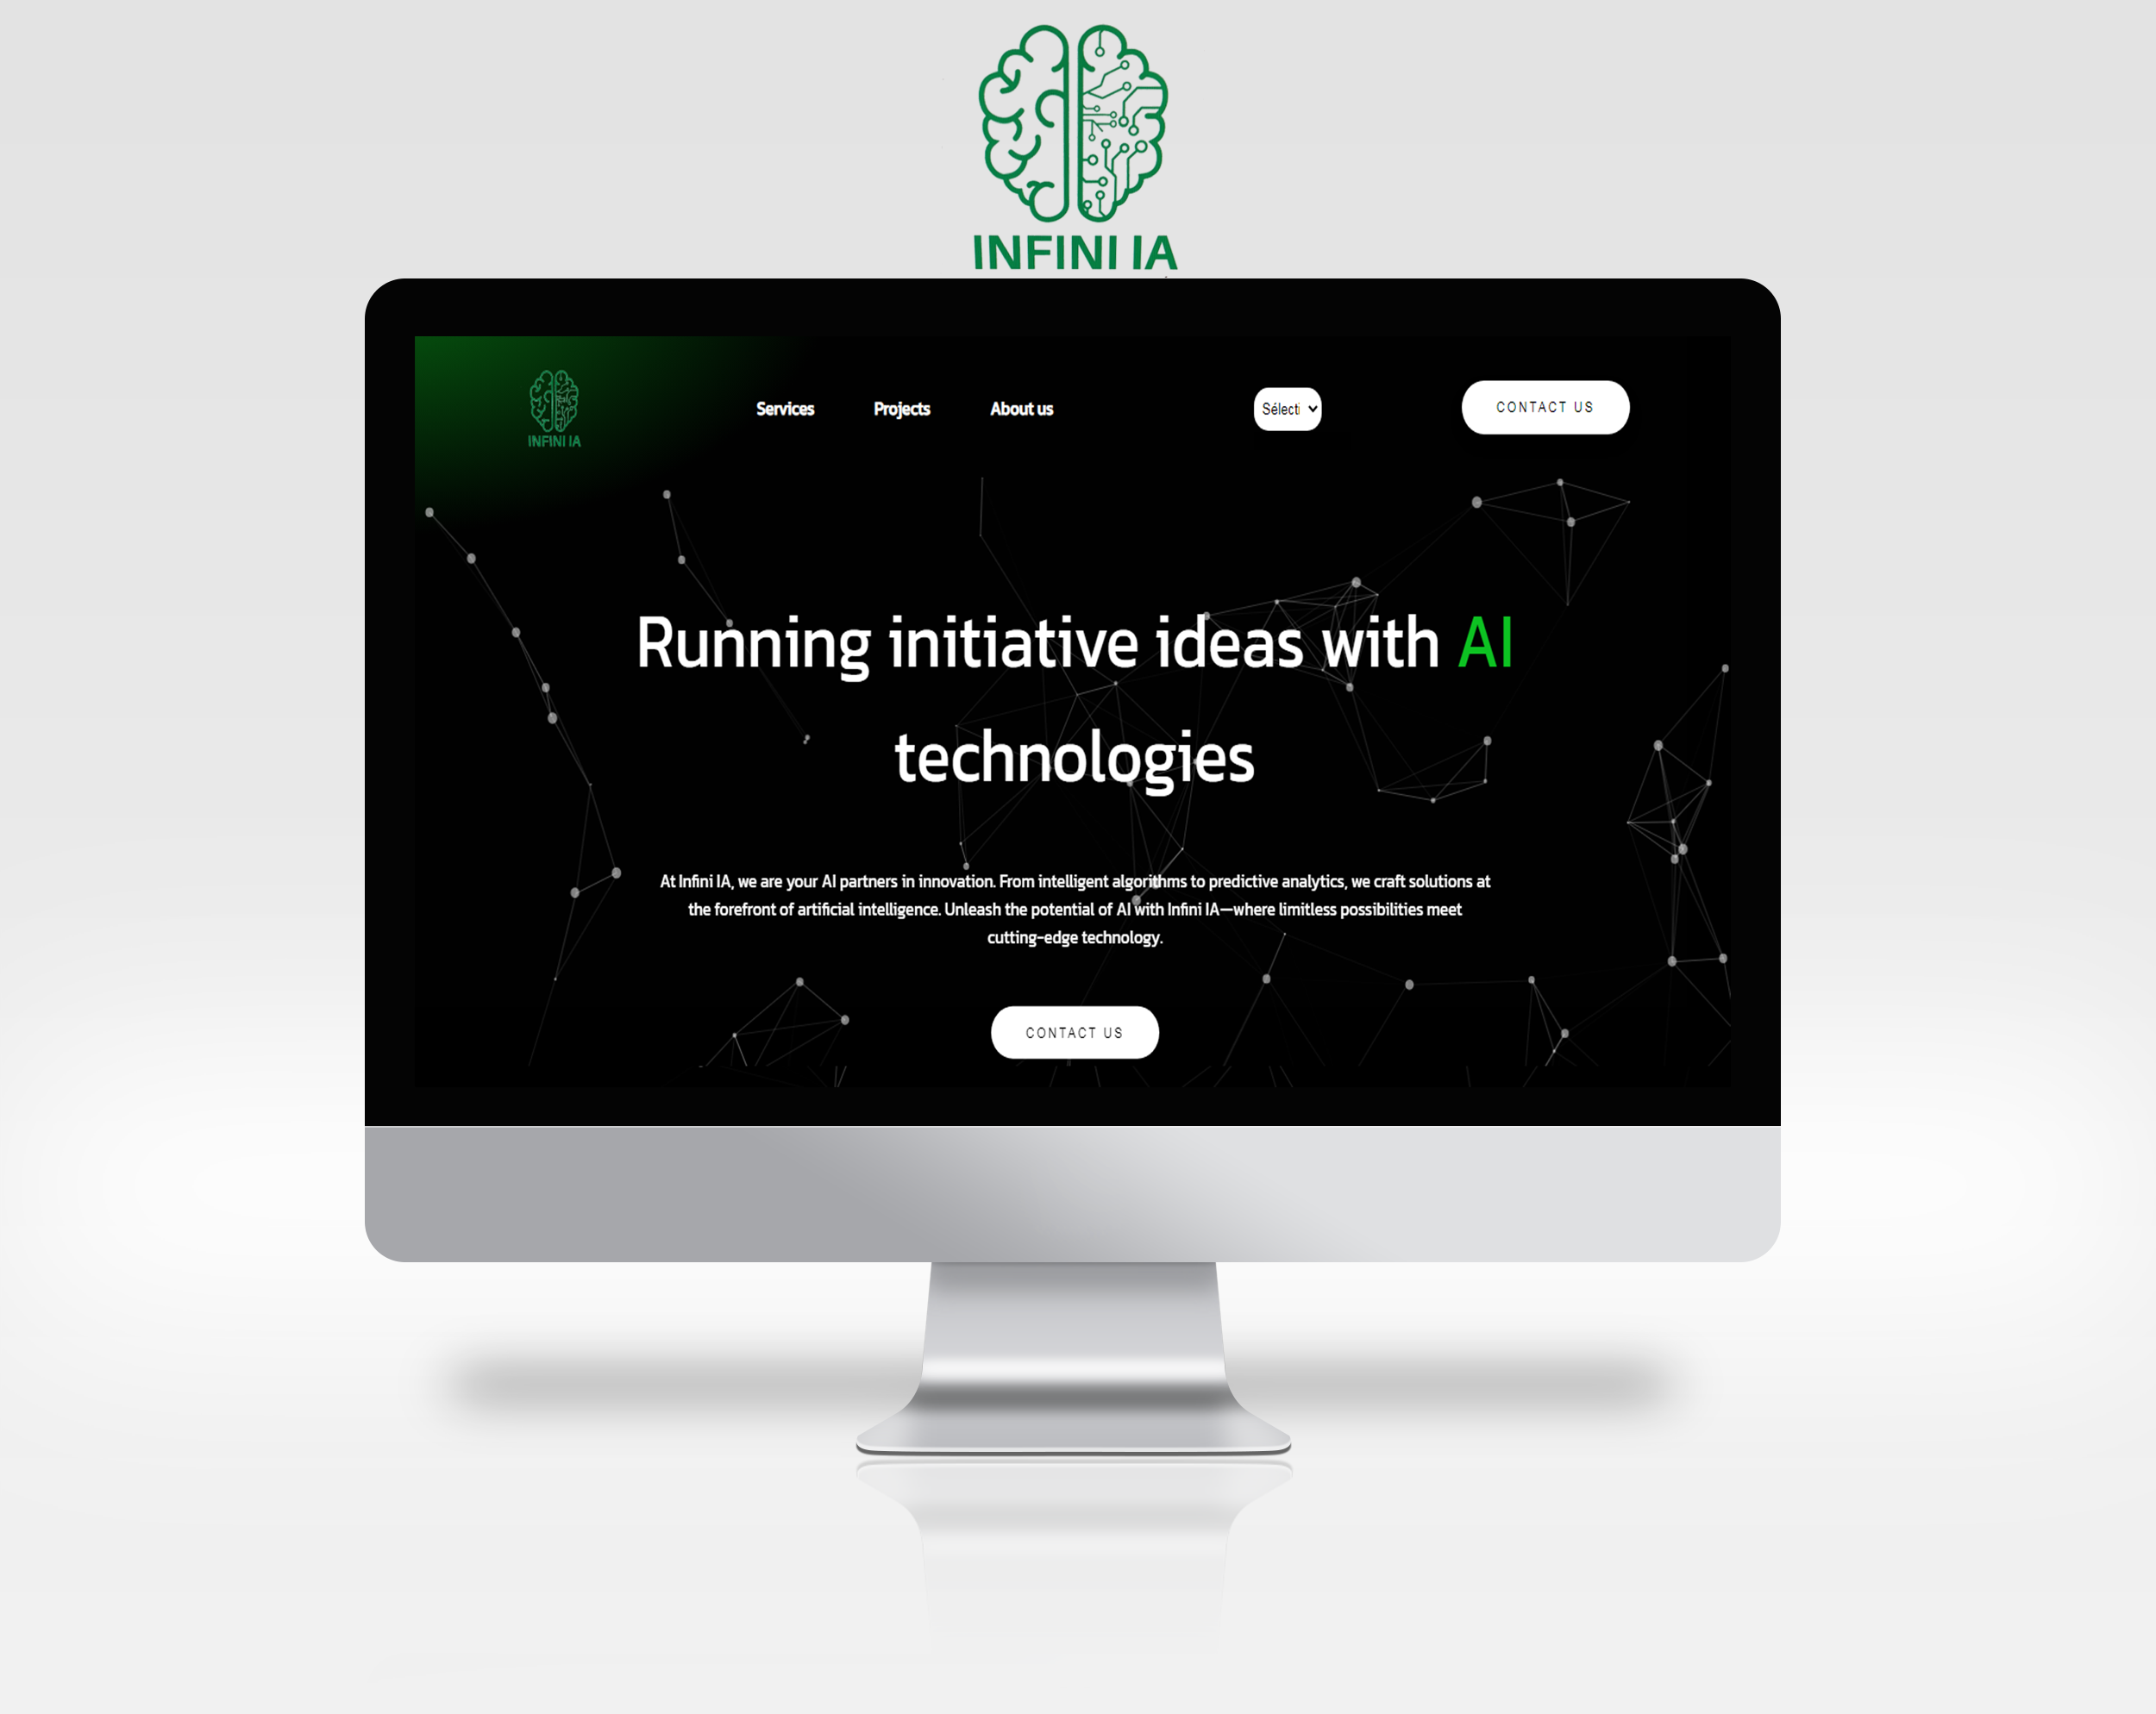 INFINI IA
INFINI IA
Services
Projects
About us
Sélecti
CONTACT US
Running initiative ideas with AI
technologies
At Infini IA, we are your AI partners in innovation. From intelligent algorithms to predictive analytics, we craft solutions at
the forefront of artificial intelligence. Unleash the potential of AI with Infini IA—where limitless possibilities meet
cutting-edge technology.
CONTACT US